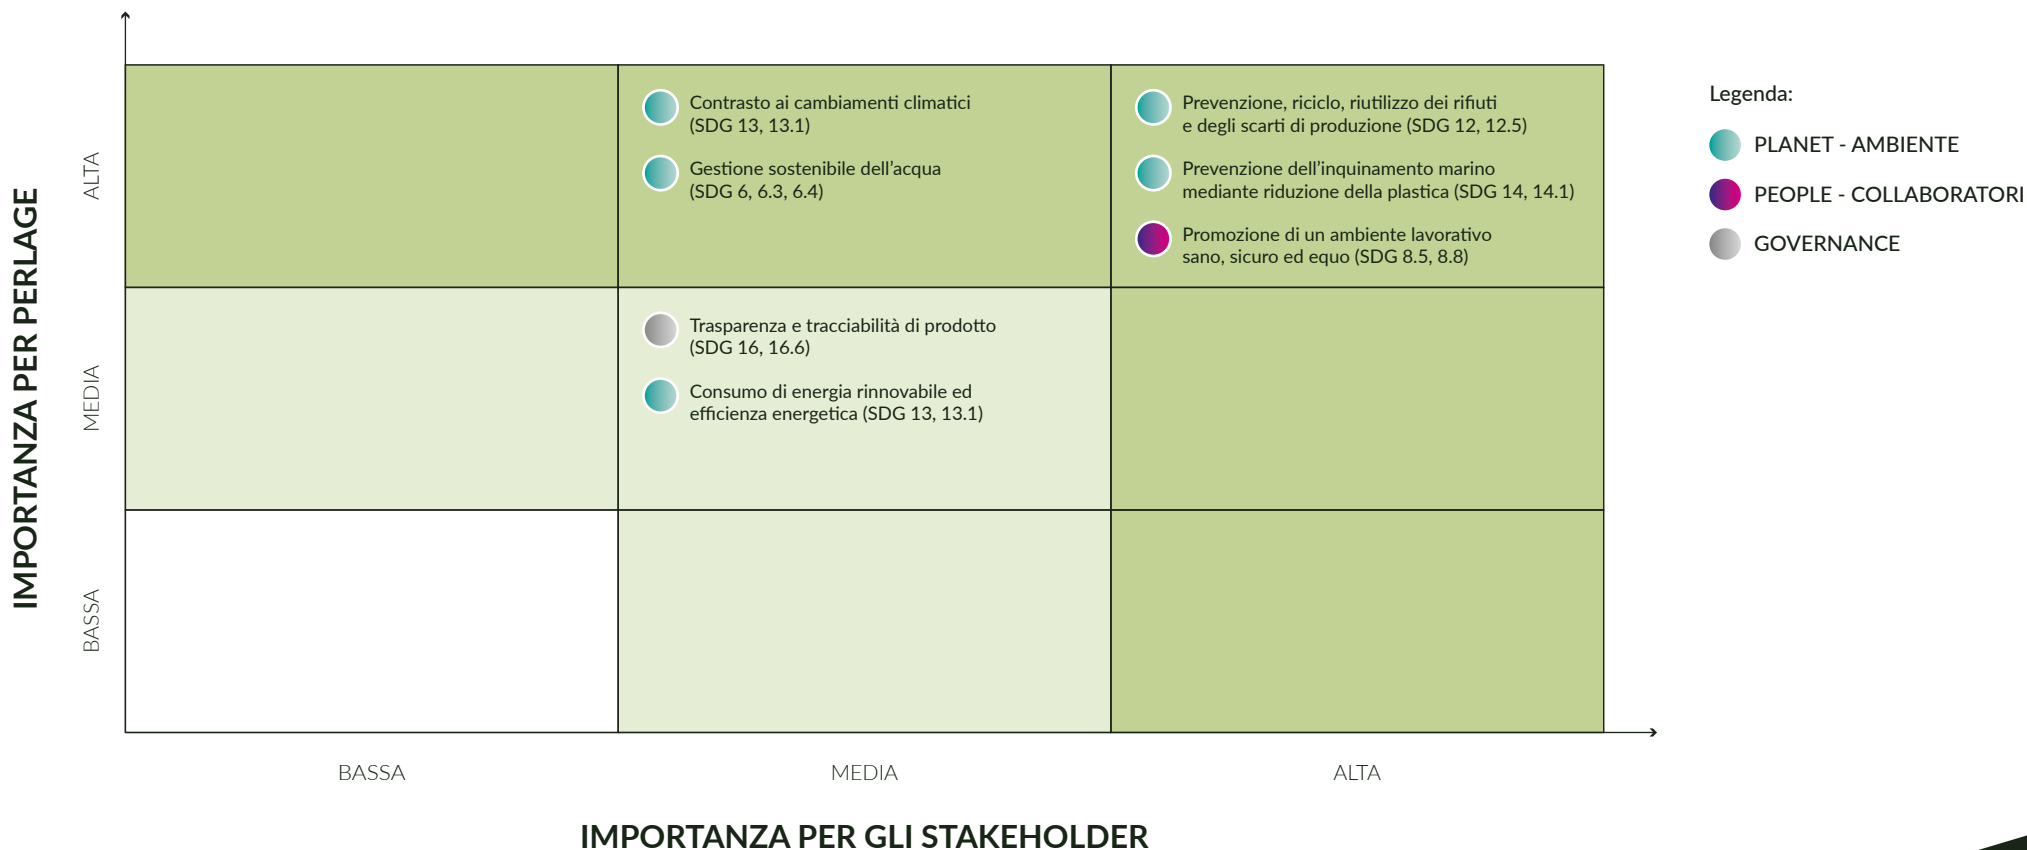 IMPORTANZA PER PERLAGE
ALTA
MEDIA
BASSA
Contrasto ai cambiamenti climatici
(SDG 13, 13.1)
Gestione sostenibile dell'acqua
(SDG 6, 6.3, 6.4)
Prevenzione, riciclo, riutilizzo dei rifiuti
e degli scarti di produzione (SDG 12, 12.5)
Prevenzione dell'inquinamento marino
mediante riduzione della plastica (SDG 14, 14.1)
Promozione di un ambiente lavorativo
sano, sicuro ed equo (SDG 8.5, 8.8)
Trasparenza e tracciabilità di prodotto
(SDG 16, 16.6)
Consumo di energia rinnovabile ed
efficienza energetica (SDG 13, 13.1)
BASSA
MEDIA
ALTA
IMPORTANZA PER GLI STAKEHOLDER
Legenda:
PLANET - AMBIENTE
PEOPLE - COLLABORATORI
GOVERNANCE